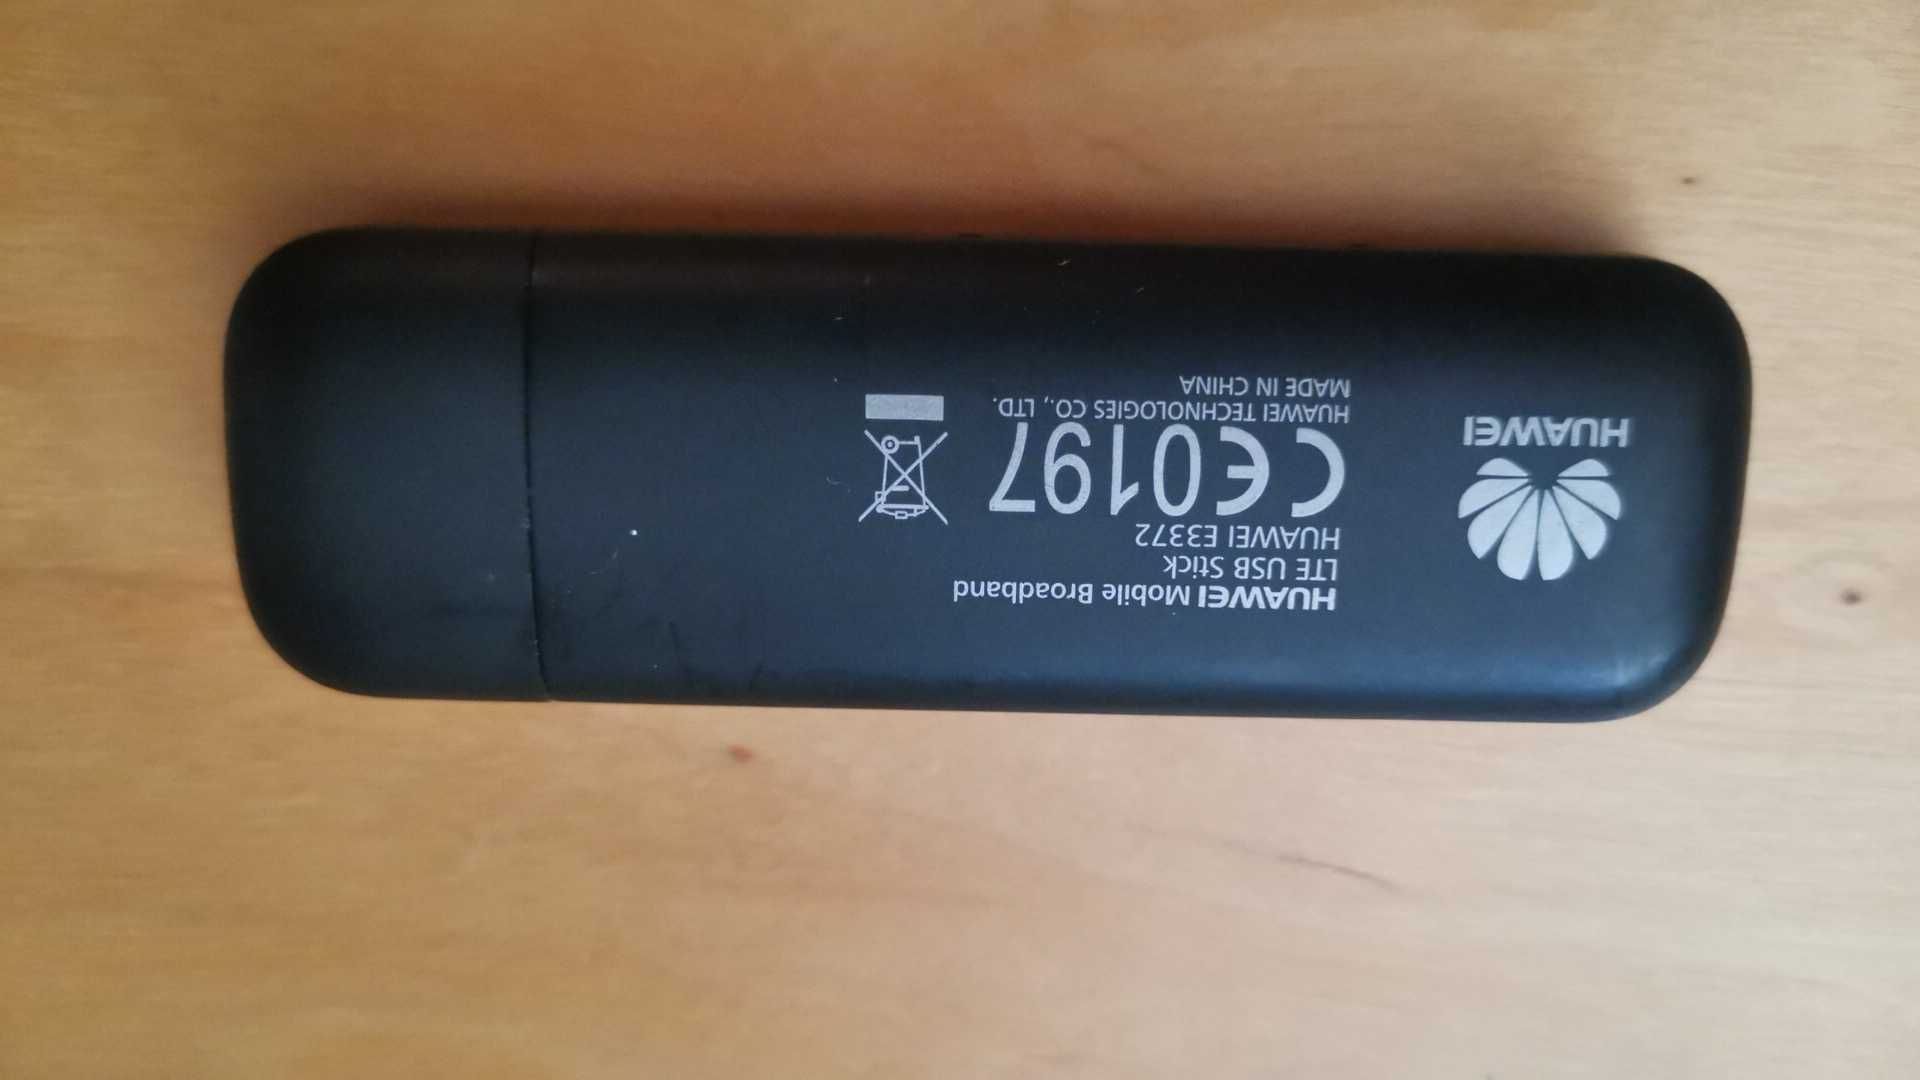 HUAWEI
HUAWEI Mobile Broadband
LTE USB Stick
HUAWEI E3372
CE0197
HUAWEI TECHNOLOGIES CO., LTD.
MADE IN CHINA